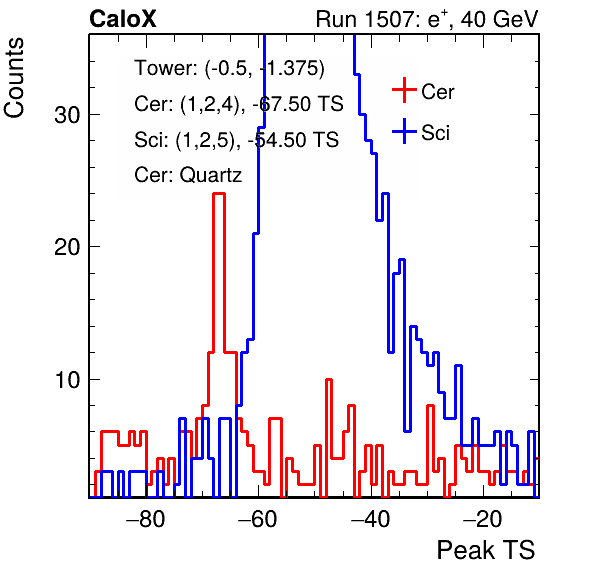 CaloX Run 1507: e⁺, 40 GeV
Counts
Tower: (-0.5, -1.375)
Cer: (1,2,4), -67.50 TS
Sci: (1,2,5), -54.50 TS
Cer: Quartz
Cer
Sci
30
20
10
−80 −60 −40 −20
Peak TS